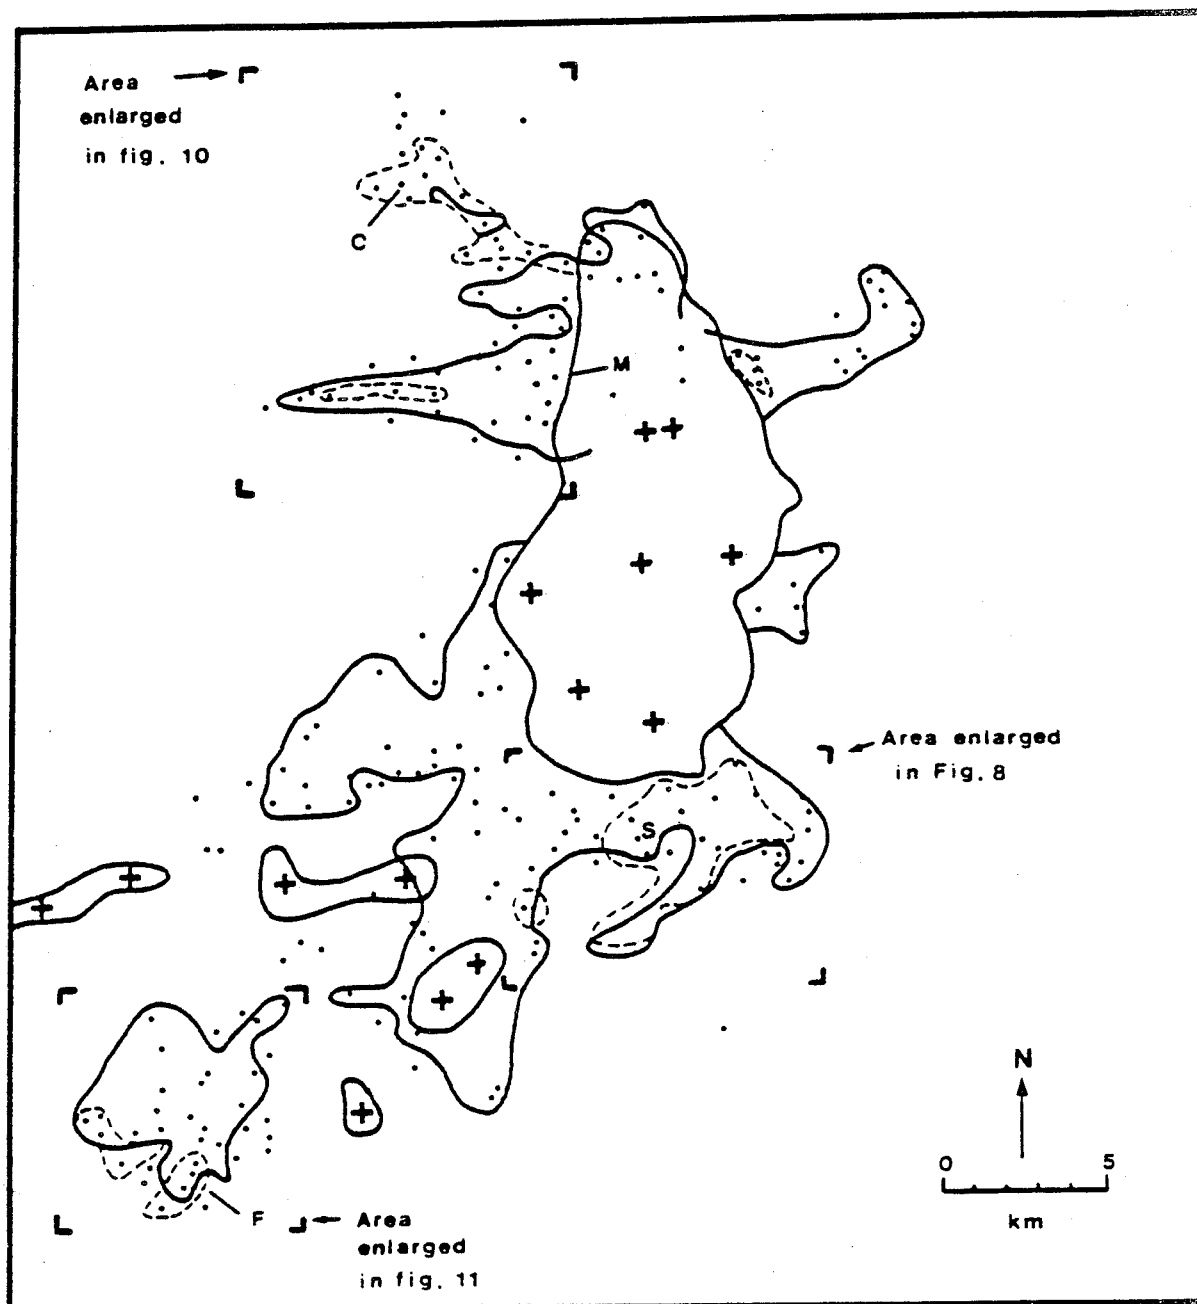 Area
enlarged
in fig. 10
C
M
Area enlarged
in Fig. 8
S
N
0 5
km
F
Area
enlarged
in fig. 11